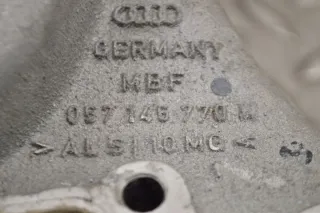 GERMANY
MBF
057 145 770 M
>AL SI 10 MG<